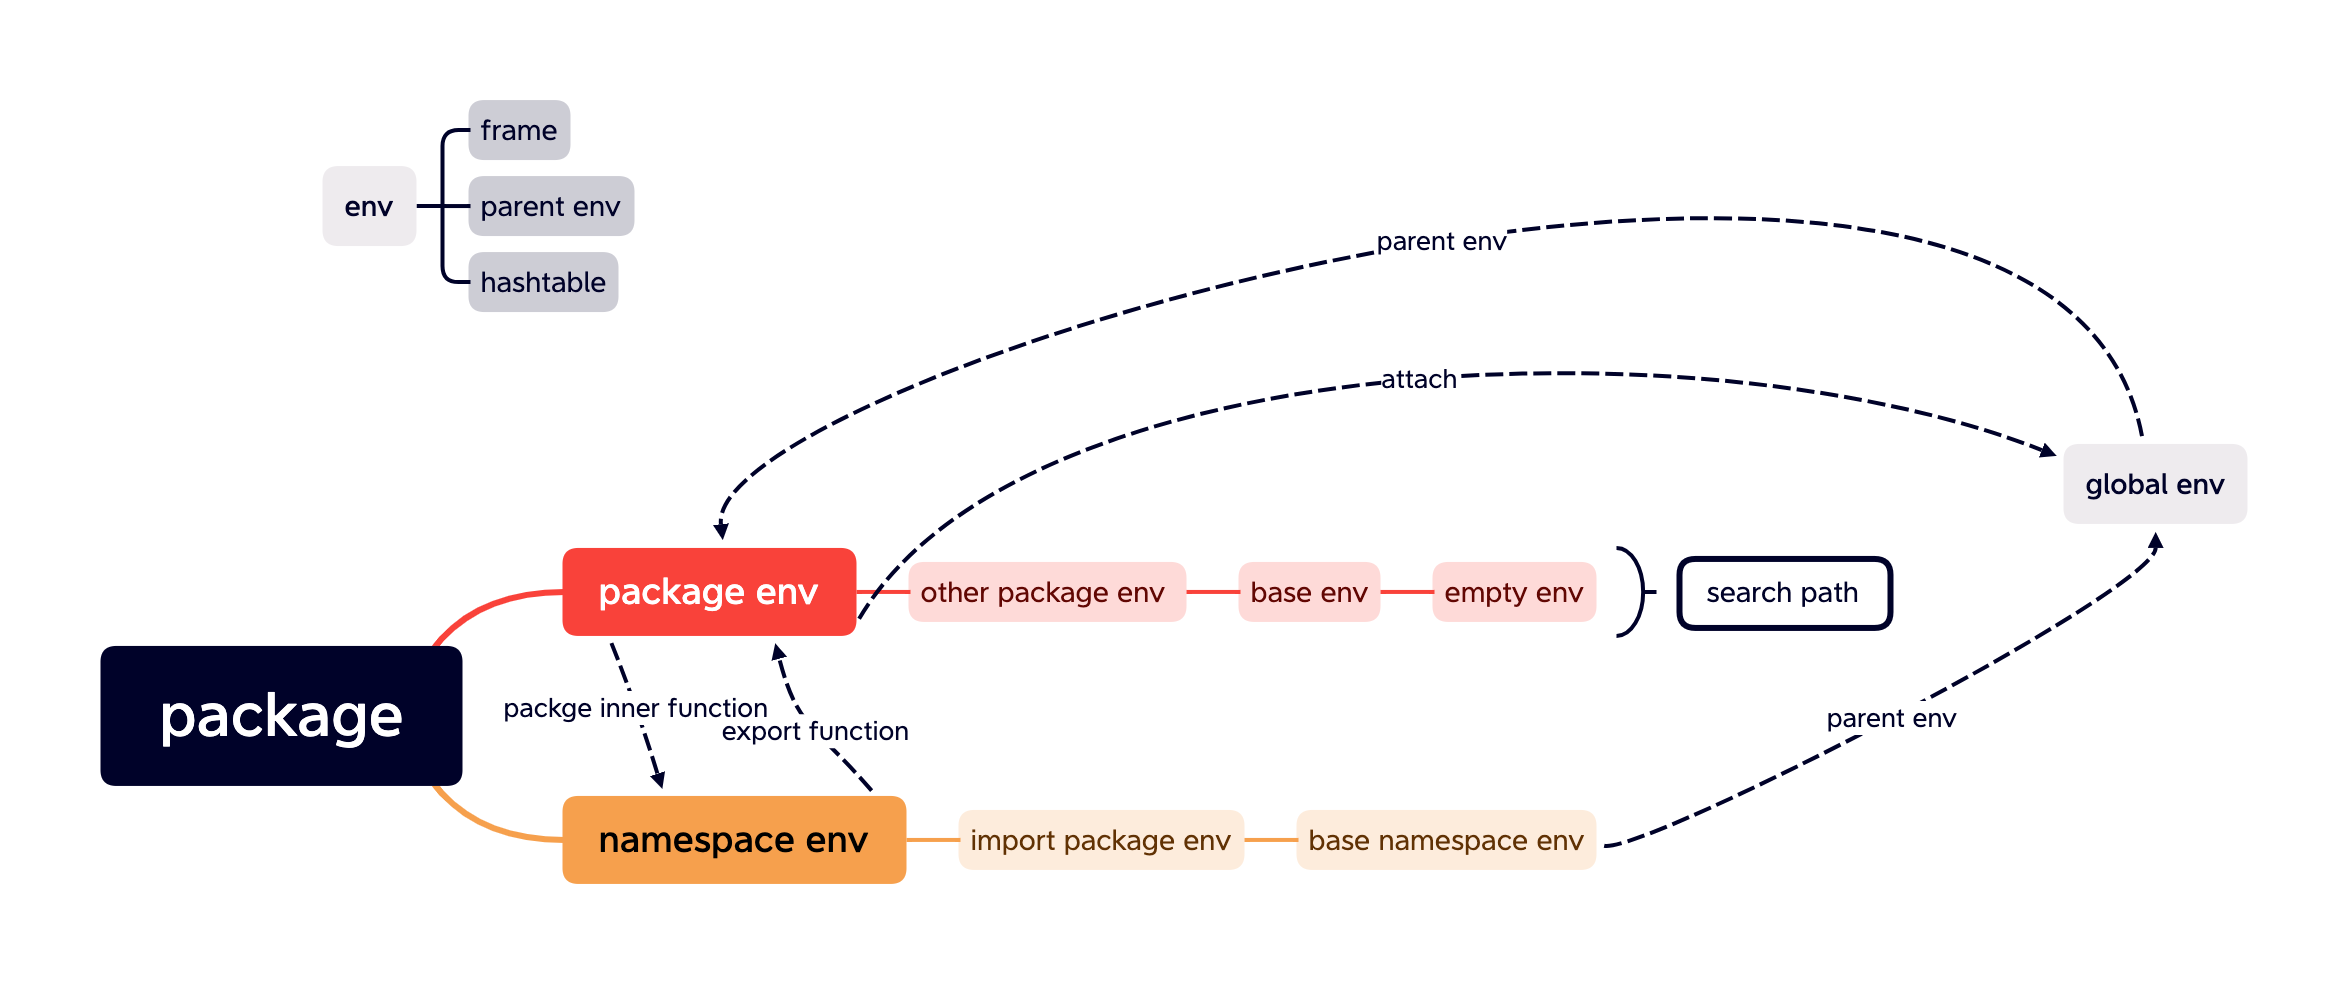 frame
env
parent env
hashtable
parent env
attach
global env
package env
other package env
base env
empty env
search path
package
packge inner function
export function
parent env
namespace env
import package env
base namespace env